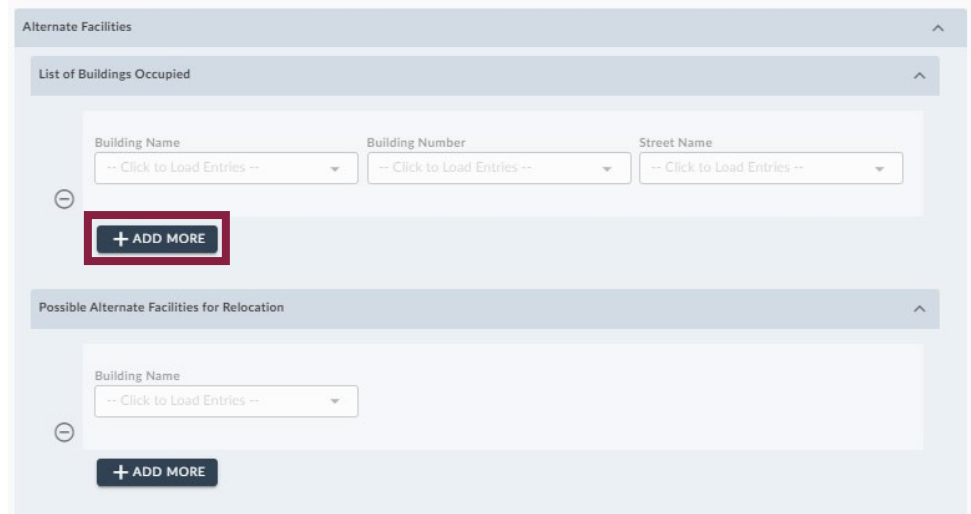 Alternate Facilities
List of Buildings Occupied
Building Name Building Number Street Name
-- Click to Load Entries -- -- Click to Load Entries -- -- Click to Load Entries --
+ ADD MORE
Possible Alternate Facilities for Relocation
Building Name
-- Click to Load Entries --
+ ADD MORE